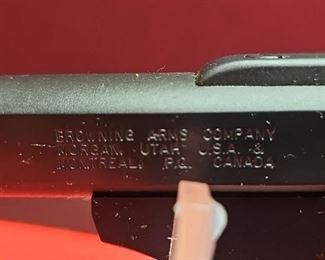 BROWNING ARMS COMPANY
MORGAN, UTAH U.S.A. &
MONTREAL P.Q. CANADA